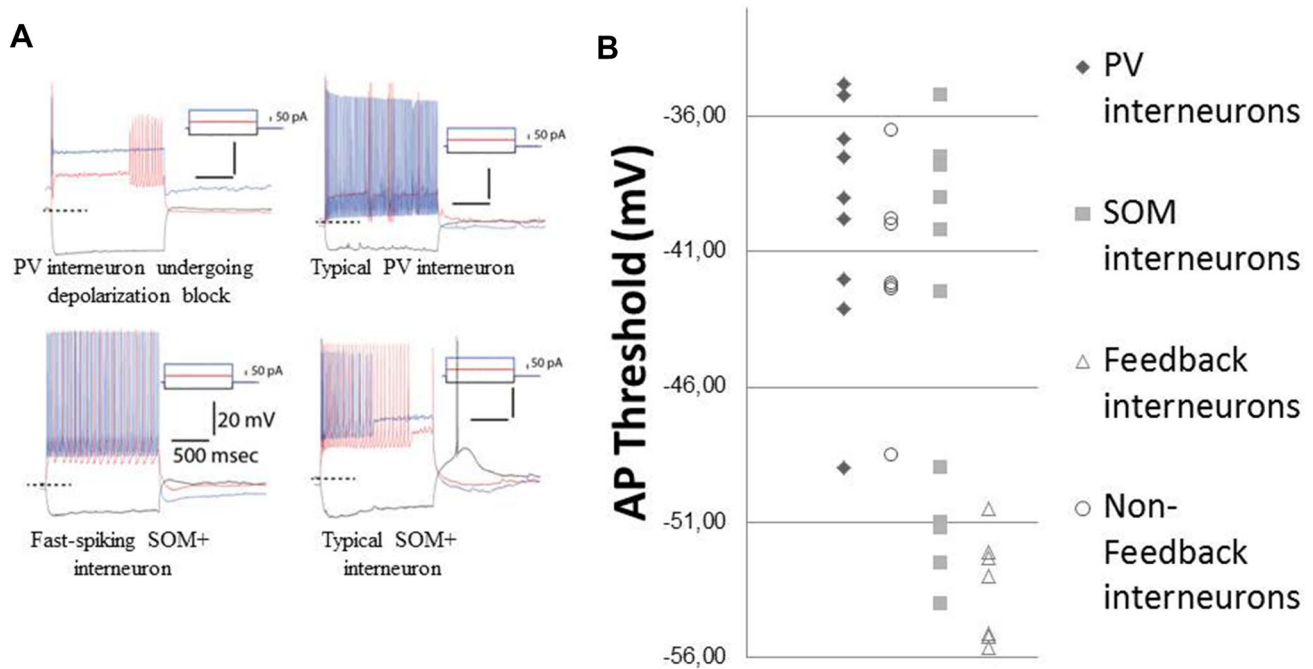 A
50 pA
50 pA
PV interneuron undergoing
depolarization block
Typical PV interneuron
50 pA
20 mV
500 msec
50 pA
Fast-spiking SOM+
interneuron
Typical SOM+
interneuron
B
AP Threshold (mV)
-36,00
-41,00
-46,00
-51,00
-56,00
PV
interneurons
SOM
interneurons
Feedback
interneurons
Non-
Feedback
interneurons